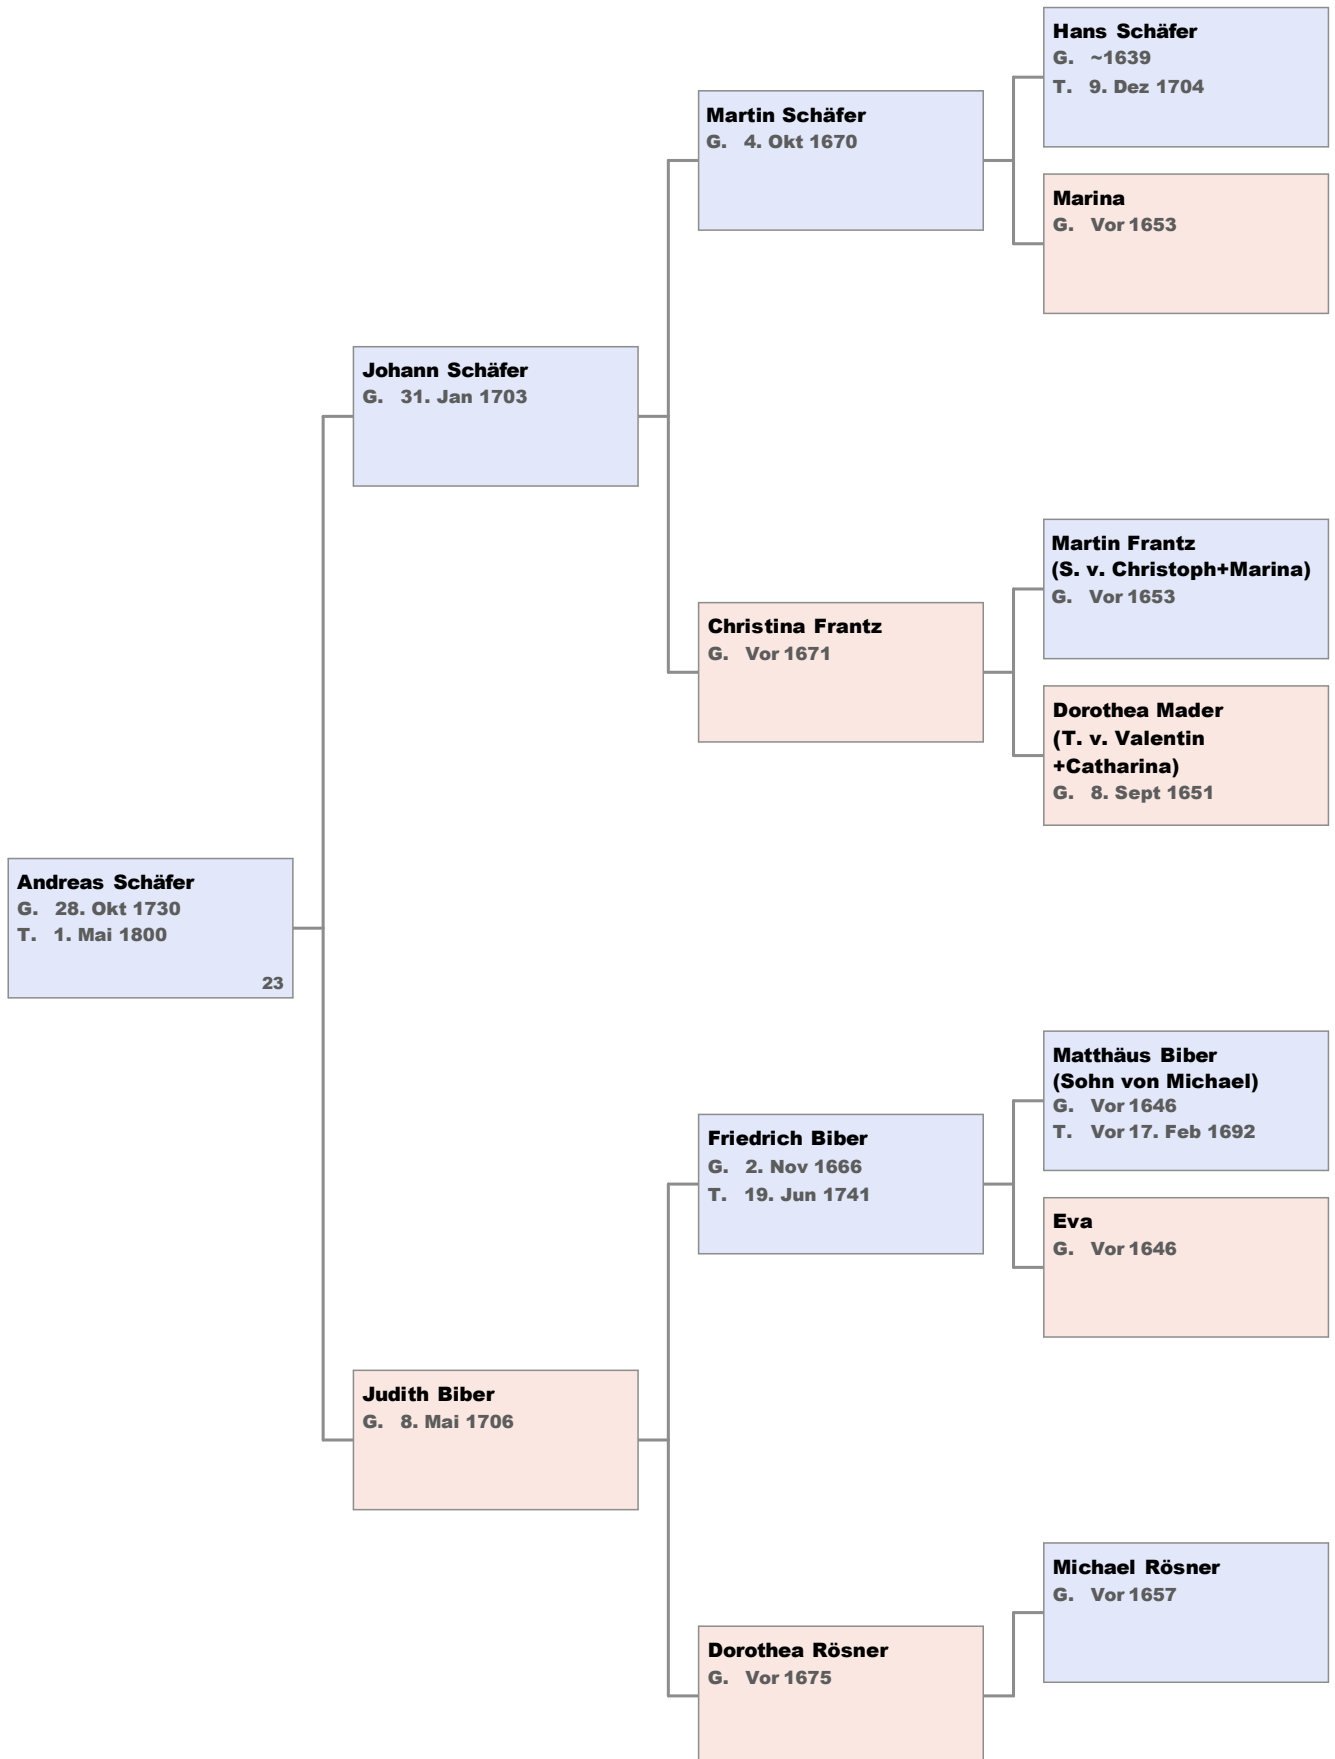 Hans Schäfer
G. ~1639
T. 9. Dez 1704
Martin Schäfer
G. 4. Okt 1670
Marina
G. Vor 1653
Johann Schäfer
G. 31. Jan 1703
Martin Frantz
(S. v. Christoph+Marina)
G. Vor 1653
Christina Frantz
G. Vor 1671
Dorothea Mader
(T. v. Valentin
+Catharina)
G. 8. Sept 1651
Andreas Schäfer
G. 28. Okt 1730
T. 1. Mai 1800
23
Matthäus Biber
(Sohn von Michael)
G. Vor 1646
T. Vor 17. Feb 1692
Friedrich Biber
G. 2. Nov 1666
T. 19. Jun 1741
Eva
G. Vor 1646
Judith Biber
G. 8. Mai 1706
Michael Rösner
G. Vor 1657
Dorothea Rösner
G. Vor 1675